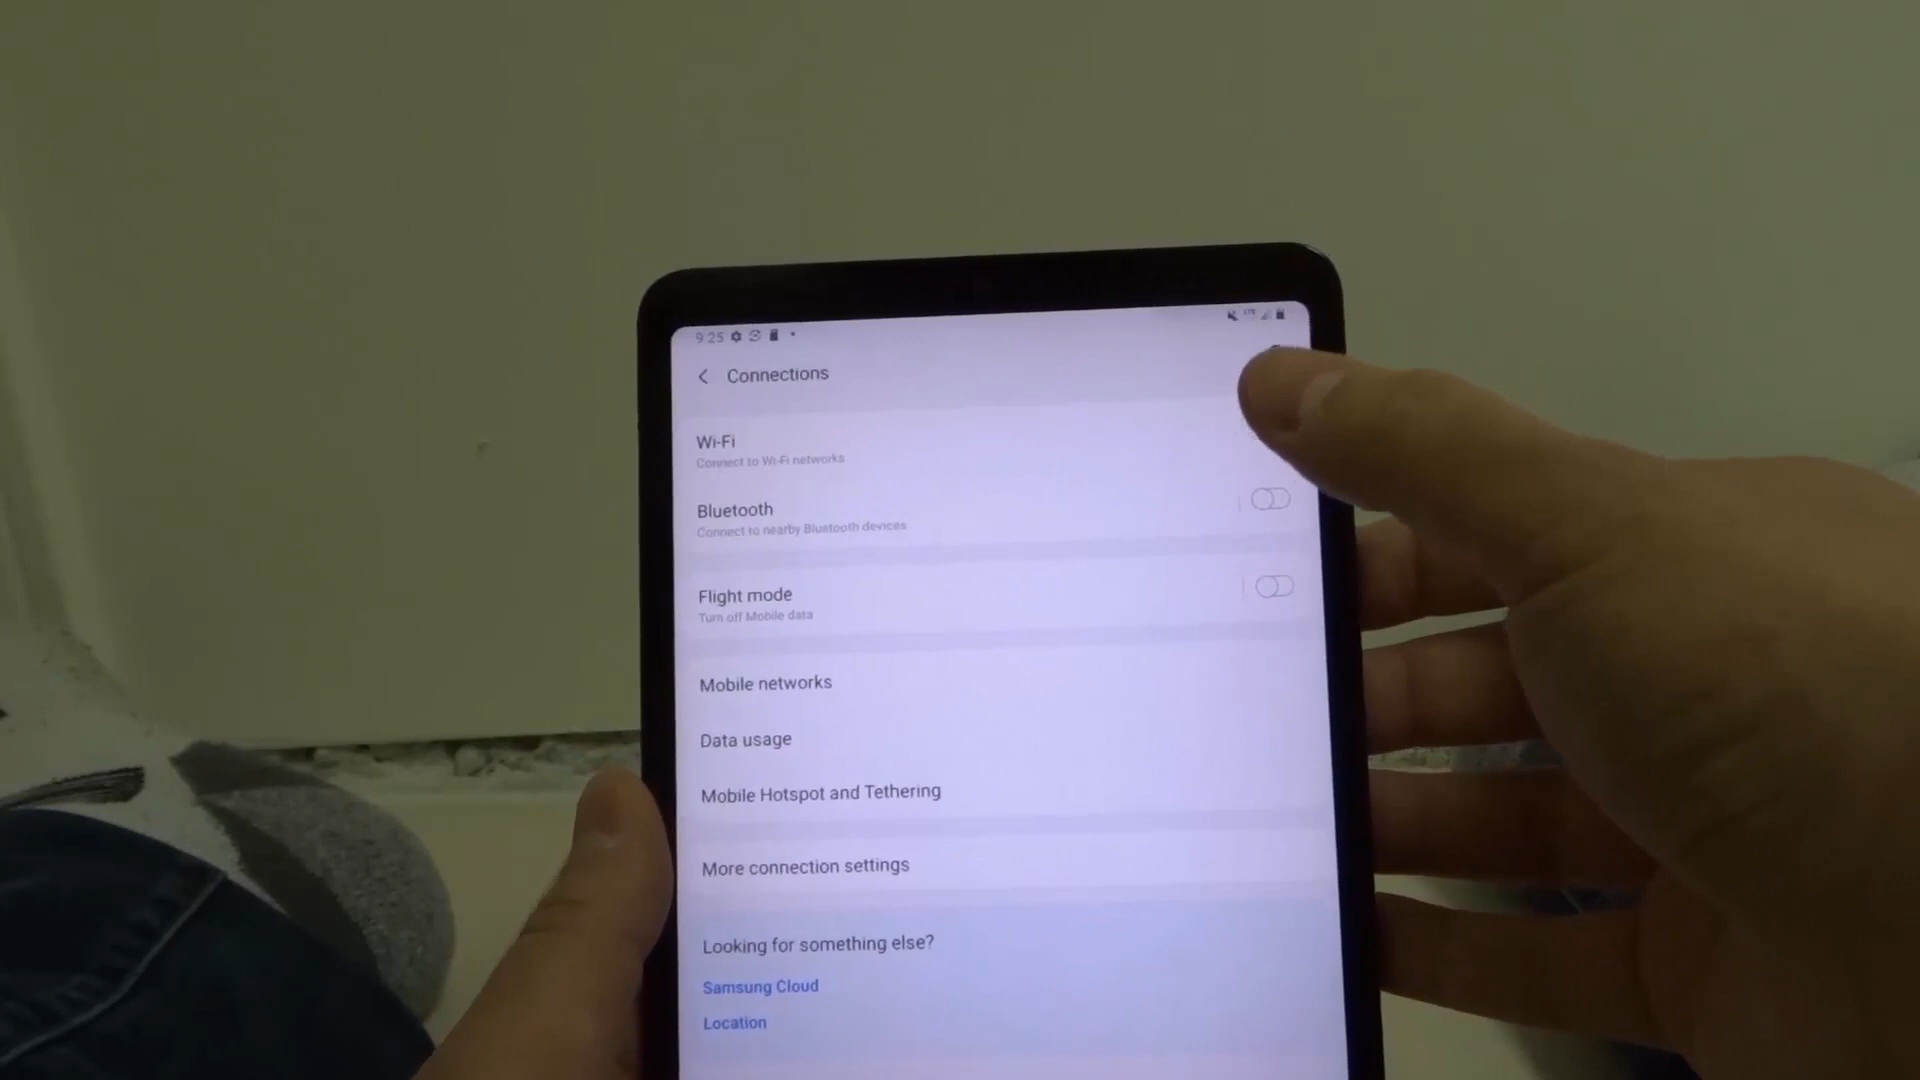 9:25
LTE
Connections
Wi-Fi
Connect to Wi-Fi networks
Bluetooth
Connect to nearby Bluetooth devices
Flight mode
Turn off Mobile data
Mobile networks
Data usage
Mobile Hotspot and Tethering
More connection settings
Looking for something else?
Samsung Cloud
Location